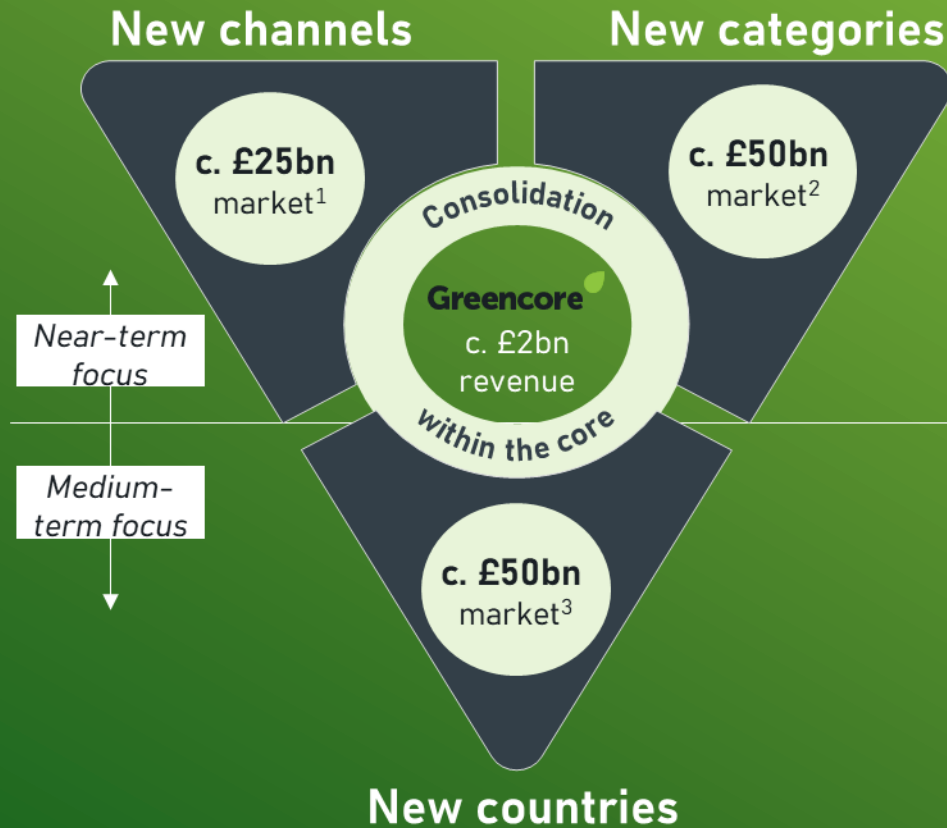 New channels
New categories
c. £25bn
market¹
c. £50bn
market²
Consolidation
Greencore
c. £2bn
revenue
within the core
Near-term
focus
Medium-
term focus
c. £50bn
market³
New countries